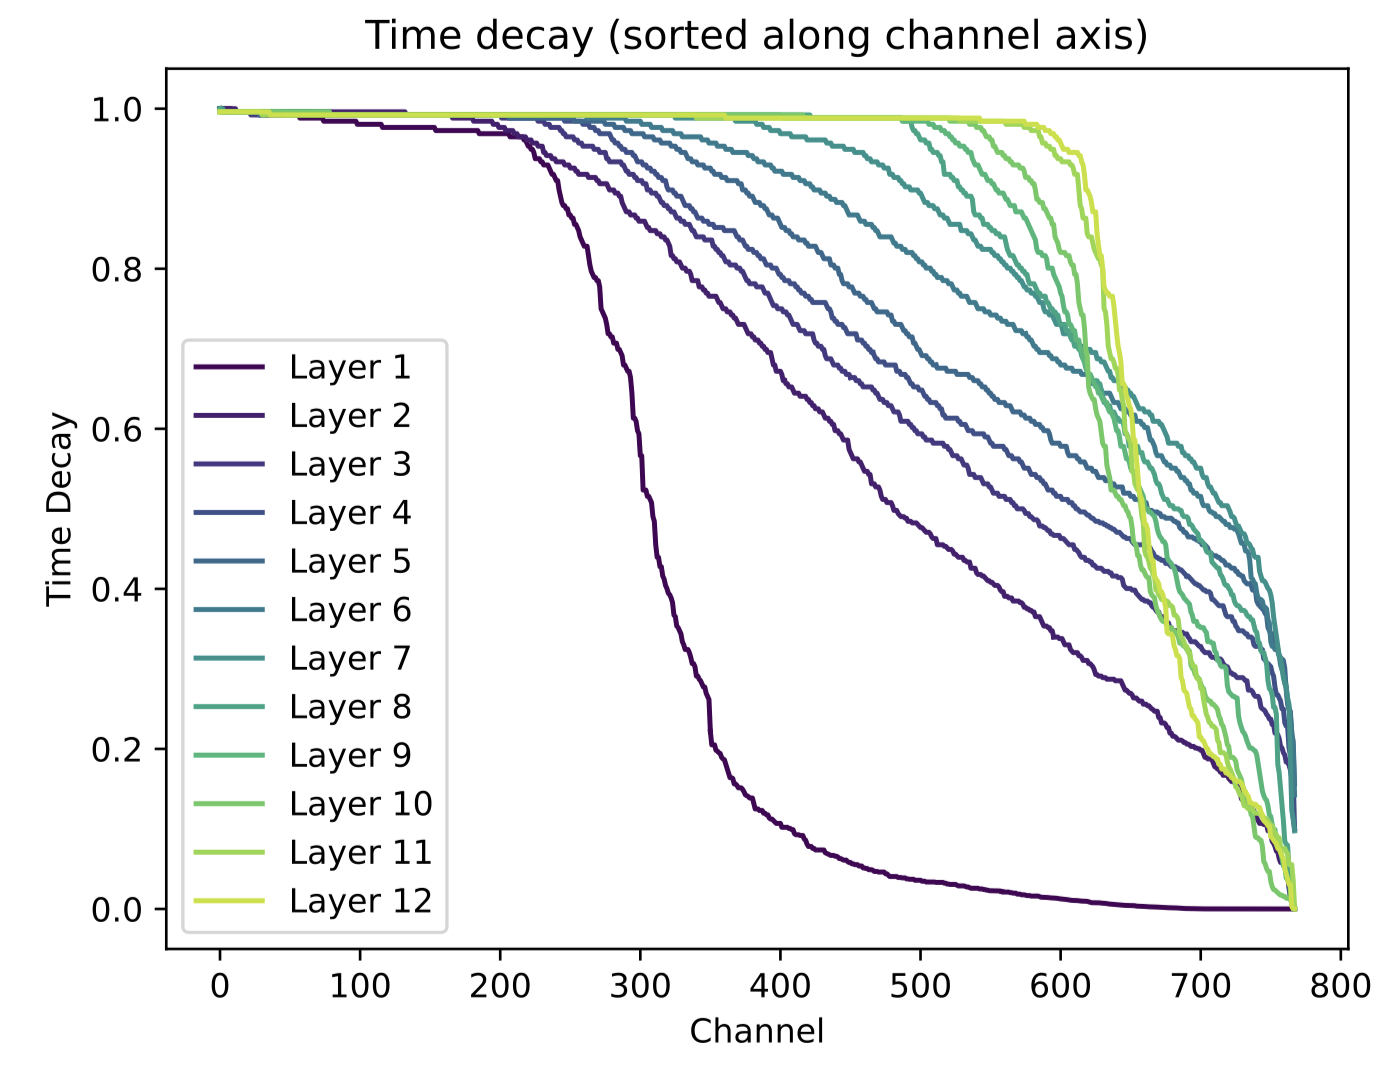 Time decay (sorted along channel axis)
Time Decay
1.0
0.8
0.6
0.4
0.2
0.0
Layer 1
Layer 2
Layer 3
Layer 4
Layer 5
Layer 6
Layer 7
Layer 8
Layer 9
Layer 10
Layer 11
Layer 12
0 100 200 300 400 500 600 700 800
Channel